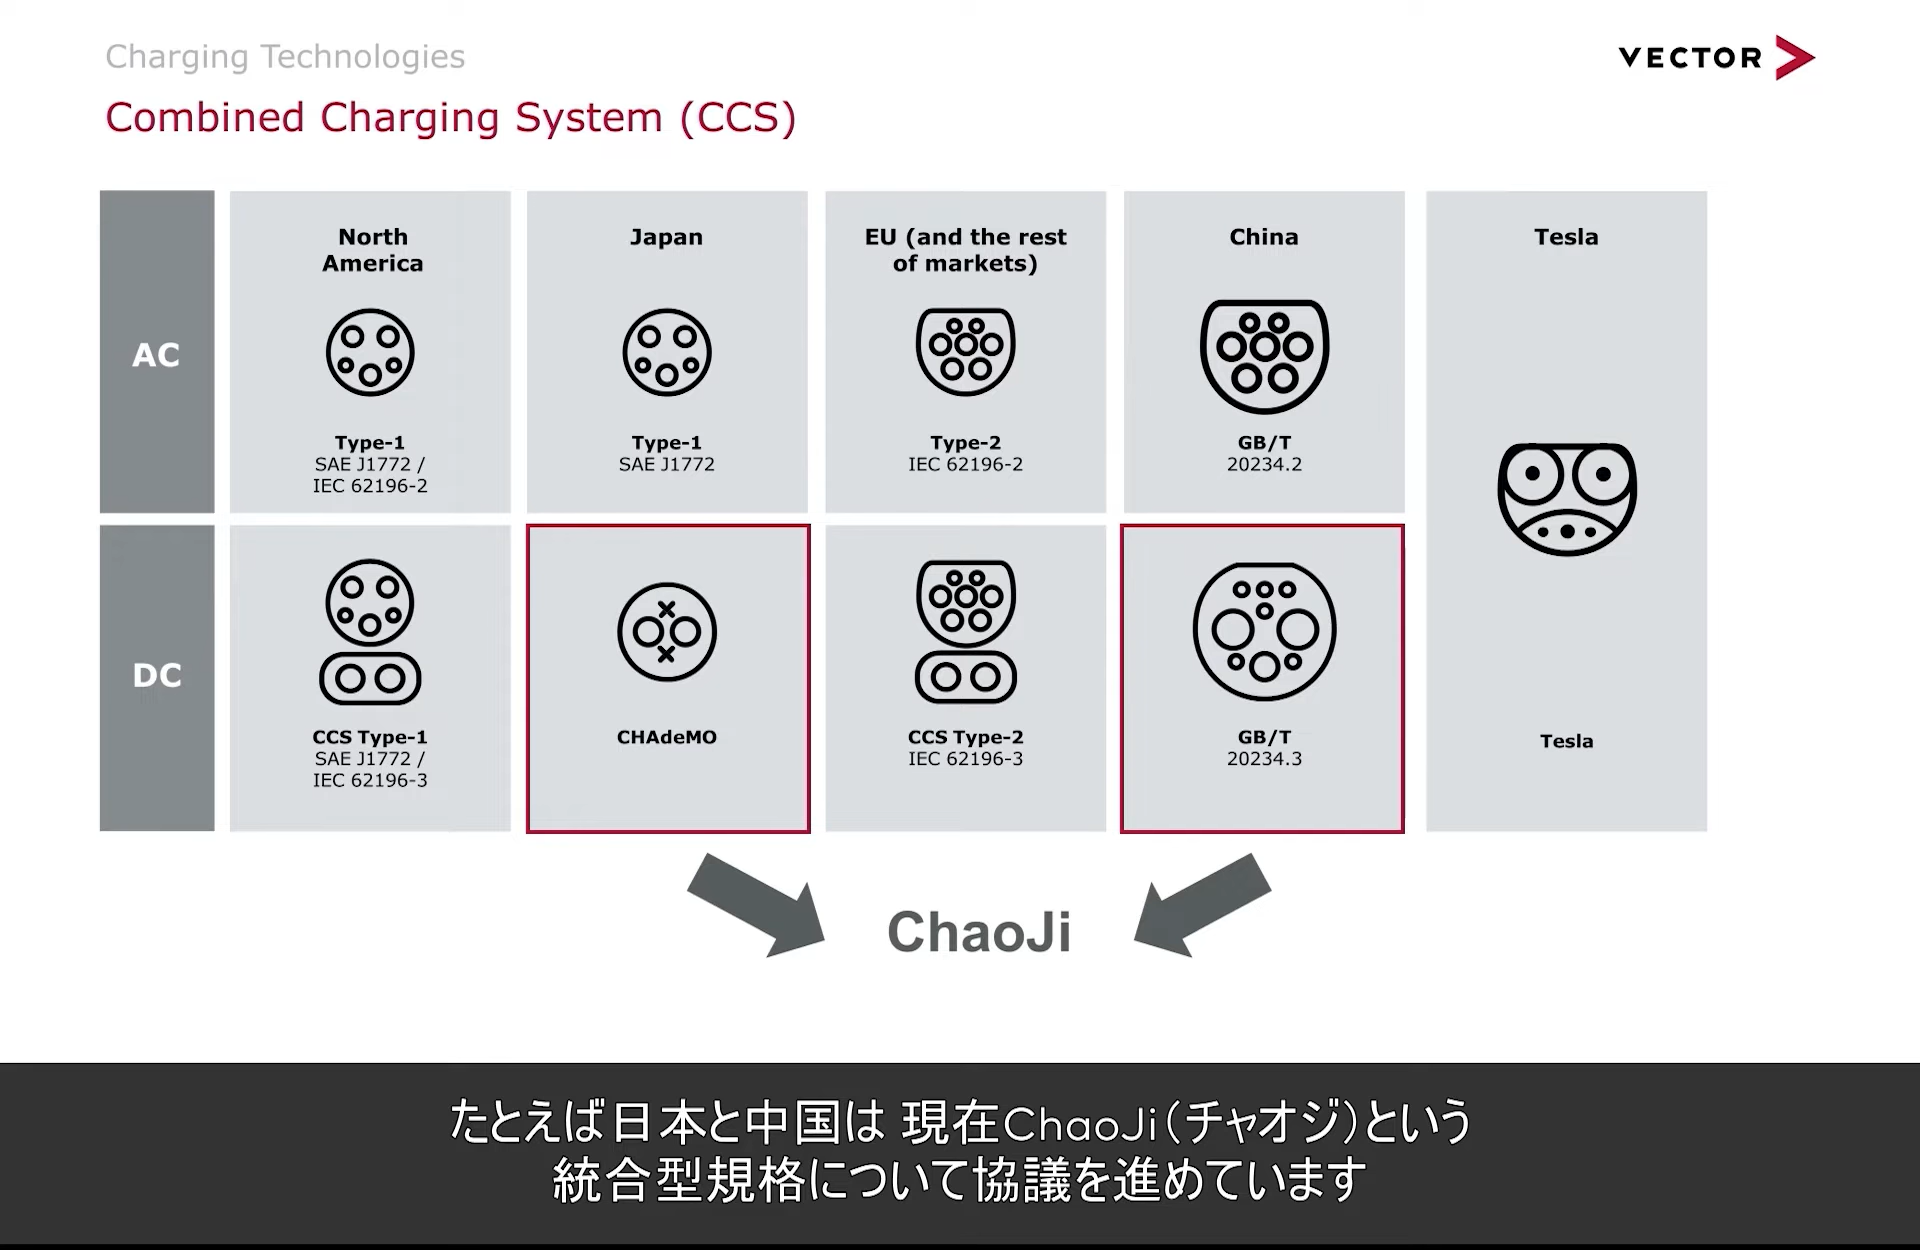 Charging Technologies
VECTOR
Combined Charging System (CCS)
AC
North
America
Type-1
SAE J1772 /
IEC 62196-2
Japan
Type-1
SAE J1772
EU (and the rest
of markets)
Type-2
IEC 62196-2
China
GB/T
20234.2
Tesla
DC
CCS Type-1
SAE J1772 /
IEC 62196-3
CHAdeMO
CCS Type-2
IEC 62196-3
GB/T
20234.3
Tesla
ChaoJi
たとえば日本と中国は 現在ChaoJi（チャオジ）という
統合型規格について協議を進めています